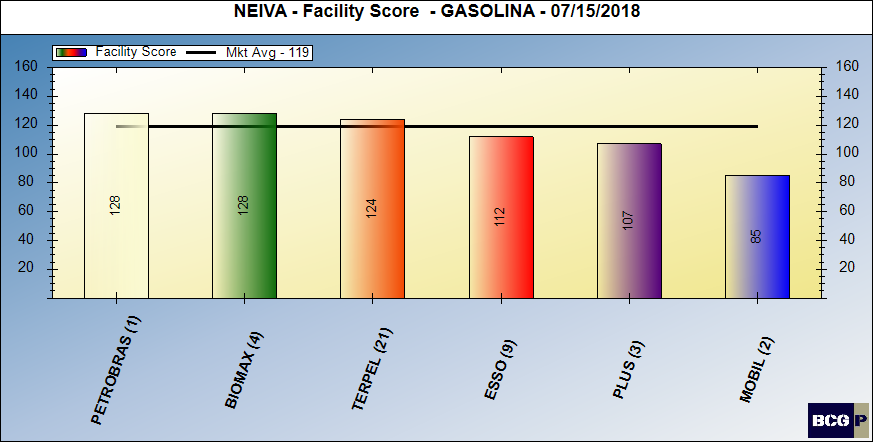 NEIVA - Facility Score - GASOLINA - 07/15/2018
Facility Score Mkt Avg - 119
160 160
140 140
120 120
100 100
80 80
60 60
40 40
20 20
128 128 124 112 107 85
PETROBRAS (1) BIOMAX (4) TERPEL (21) ESSO (9) PLUS (3) MOBIL (2)
BCG P